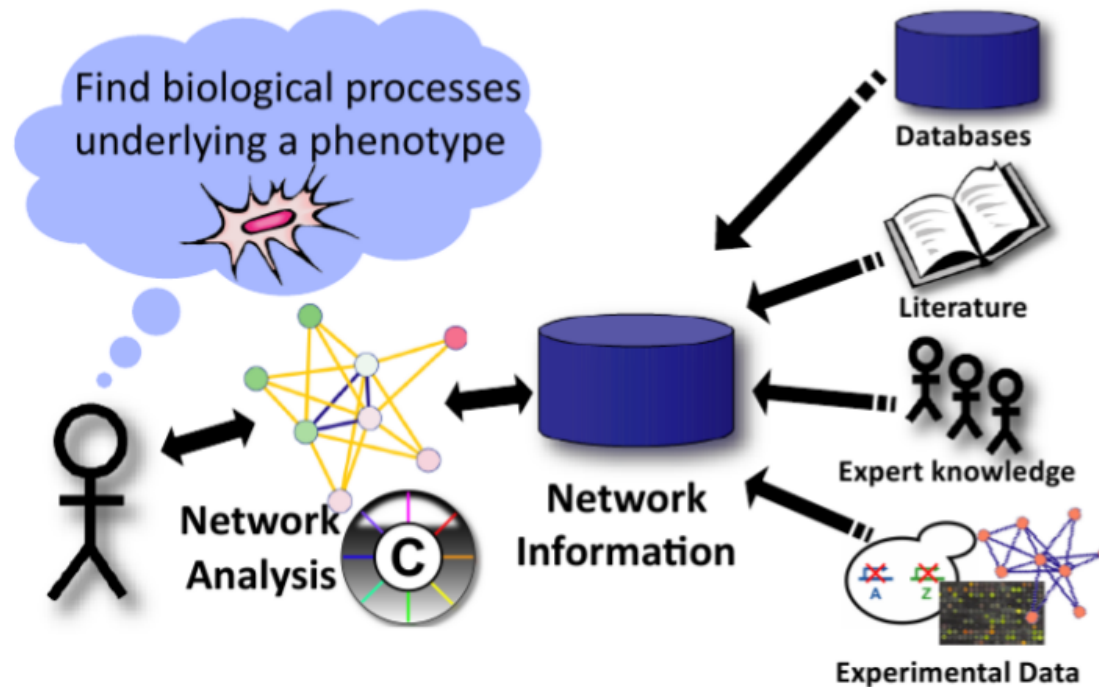 Find biological processes
underlying a phenotype
Databases
Literature
Expert knowledge
Network
Analysis
C
Network
Information
A
Z
Experimental Data